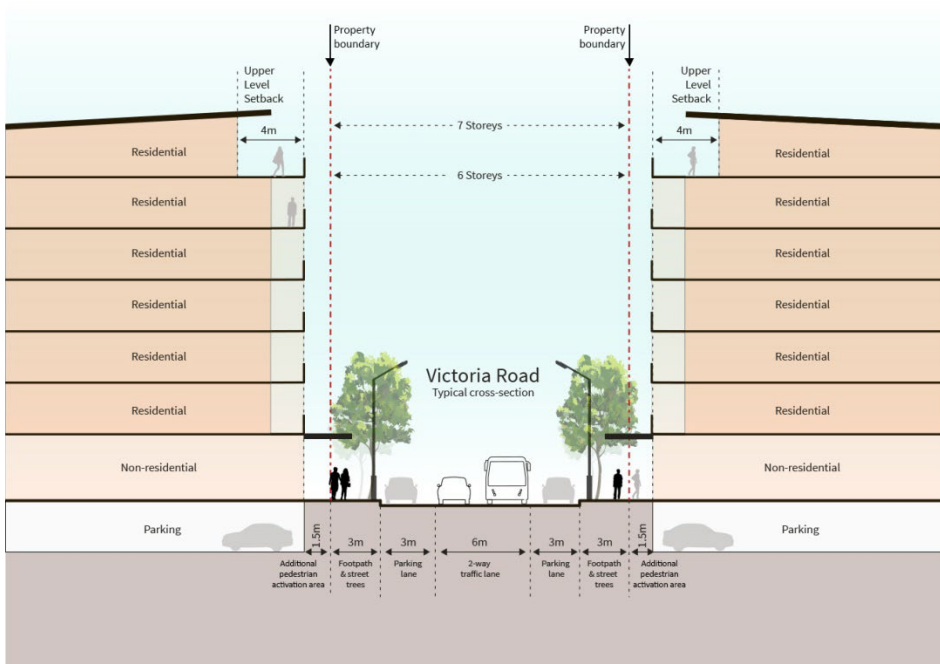 Property
boundary
Property
boundary
Upper
Level
Setback
Upper
Level
Setback
4m
7 Storeys
4m
Residential
Residential
6 Storeys
Residential
Residential
Residential
Residential
Residential
Residential
Residential
Residential
Victoria Road
Typical cross-section
Residential
Residential
Non-residential
Non-residential
Parking
Parking
1.5m
3m
3m
6m
3m
3m
1.5m
Additional
pedestrian
activation area
Footpath
& street
trees
Parking
lane
2-way
traffic lane
Parking
lane
Footpath
& street
trees
Additional
pedestrian
activation area